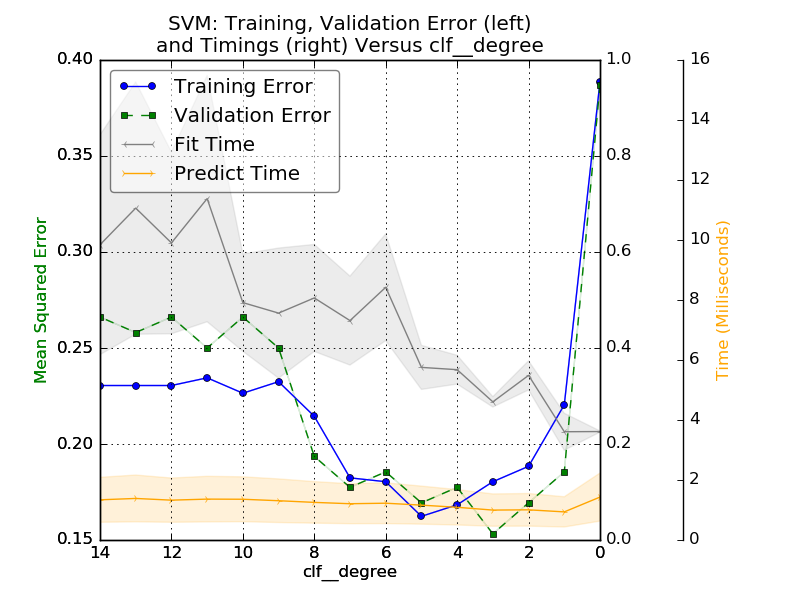 SVM: Training, Validation Error (left)
and Timings (right) Versus clf__degree
Training Error
Validation Error
Fit Time
Predict Time
Mean Squared Error
0.40
0.35
0.30
0.25
0.20
0.15
14 12 10 8 6 4 2 0
clf__degree
1.0
0.8
0.6
0.4
0.2
0.0
16
14
12
10
8
6
4
2
0
Time (Milliseconds)